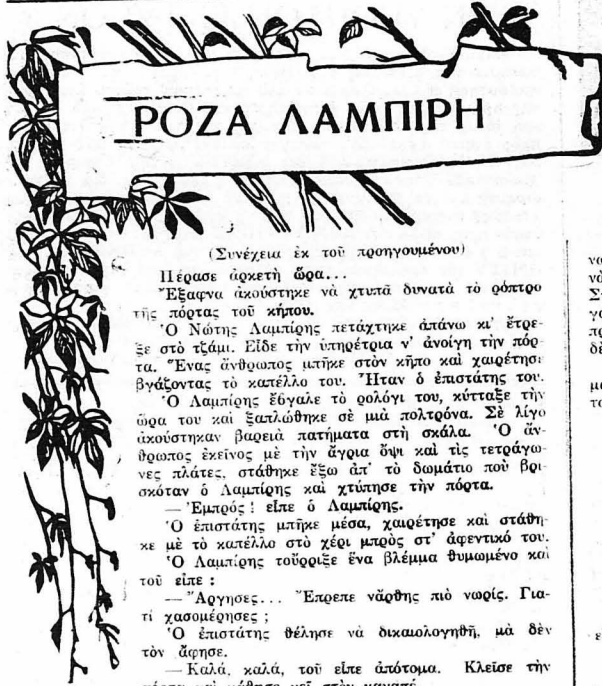 ΡΟΖΑ ΛΑΜΠΙΡΗ
(Συνέχεια ἐκ τοῦ προηγουμένου)
Πέρασε ἀρκετὴ ὥρα...
Ἔξαφνα ἀκούστηκε νὰ χτυπᾶ δυνατὰ τὸ ρόπτρο
τῆς πόρτας τοῦ κήπου.
Ὁ Νώτης Λαμπίρης πετάχτηκε ἀπάνω κι' ἔτρε-
ξε στὸ τζάμι. Εἶδε τὴν ὑπηρέτρια ν' ἀνοίγη τὴν πόρ-
τα. Ἕνας ἄνθρωπος μπῆκε στὸν κῆπο καὶ χαιρέτησε
βγάζοντας τὸ καπέλλο του. Ἦταν ὁ ἐπιστάτης του.
Ὁ Λαμπίρης ἔβγαλε τὸ ρολόγι του, κύτταξε τὴν
ὥρα του καὶ ξαπλώθηκε σὲ μιὰ πολτρόνα. Σὲ λίγο
ἀκούστηκαν βαρειὰ πατήματα στὴ σκάλα. Ὁ ἄν-
θρωπος ἐκεῖνος μὲ τὴν ἄγρια ὄψι καὶ τὶς τετράγω-
νες πλάτες, στάθηκε ἔξω ἀπ' τὸ δωμάτιο ποὺ βρι-
σκόταν ὁ Λαμπίρης καὶ χτύπησε τὴν πόρτα.
— Ἐμπρός! εἶπε ὁ Λαμπίρης.
Ὁ ἐπιστάτης μπῆκε μέσα, χαιρέτησε καὶ στάθη-
κε μὲ τὸ καπέλλο στὸ χέρι μπρὸς στ' ἀφεντικό του.
Ὁ Λαμπίρης τοὔρριξε ἕνα βλέμμα θυμωμένο καὶ
τοῦ εἶπε :
— Ἄργησες... Ἔπρεπε νἄρθης πιὸ νωρίς. Για-
τί χασομέρησες ;
Ὁ ἐπιστάτης θέλησε νὰ δικαιολογηθῆ, μὰ δὲν
τὸν ἄφησε.
— Καλά, καλά, τοῦ εἶπε ἀπότομα. Κλεῖσε τὴν